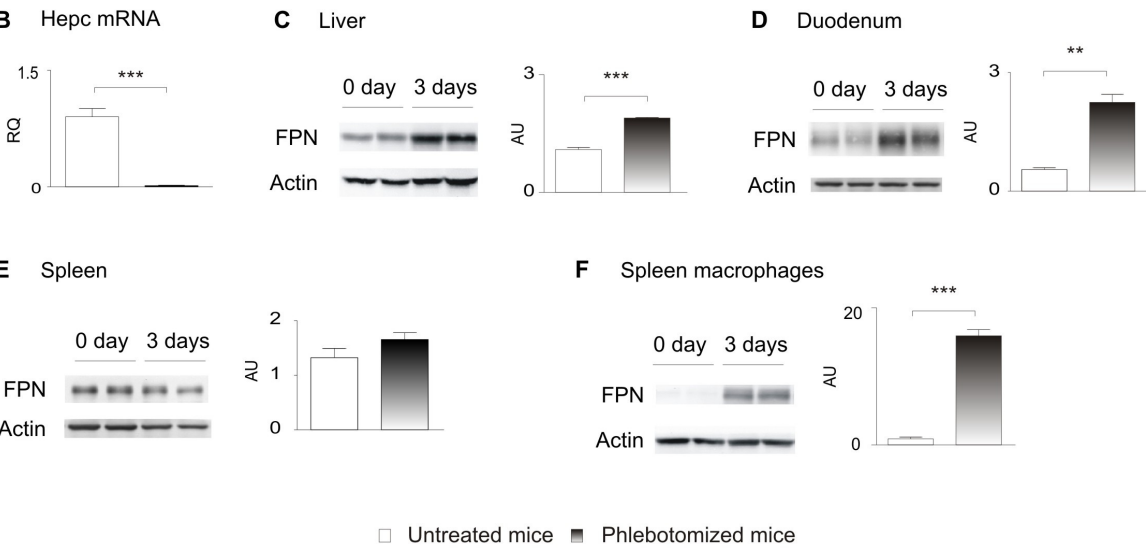 B Hepc mRNA
1.5
***
RQ
0
C Liver
0 day 3 days
FPN
Actin
3
***
AU
0
D Duodenum
0 day 3 days
FPN
Actin
3
**
AU
0
E Spleen
0 day 3 days
FPN
Actin
2
AU
1
0
F Spleen macrophages
0 day 3 days
FPN
Actin
20
***
AU
0
Untreated mice Phlebotomized mice